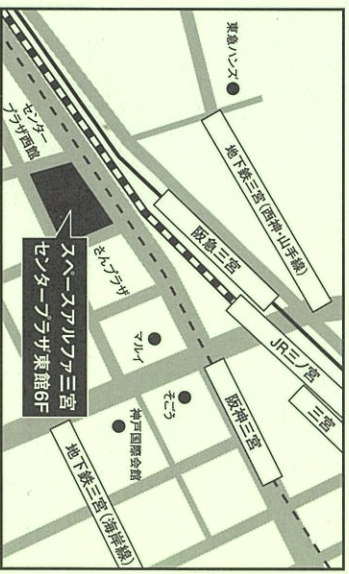 東急ハンズ
地下鉄三宮(西神・山手線)
阪急三宮
JR三ノ宮
三宮
阪神三宮
センター
プラザ西館
さんプラザ
マルイ
そごう
神戸国際会館
地下鉄三宮(海岸線)
スペースアルファ三宮
センタープラザ東館6F